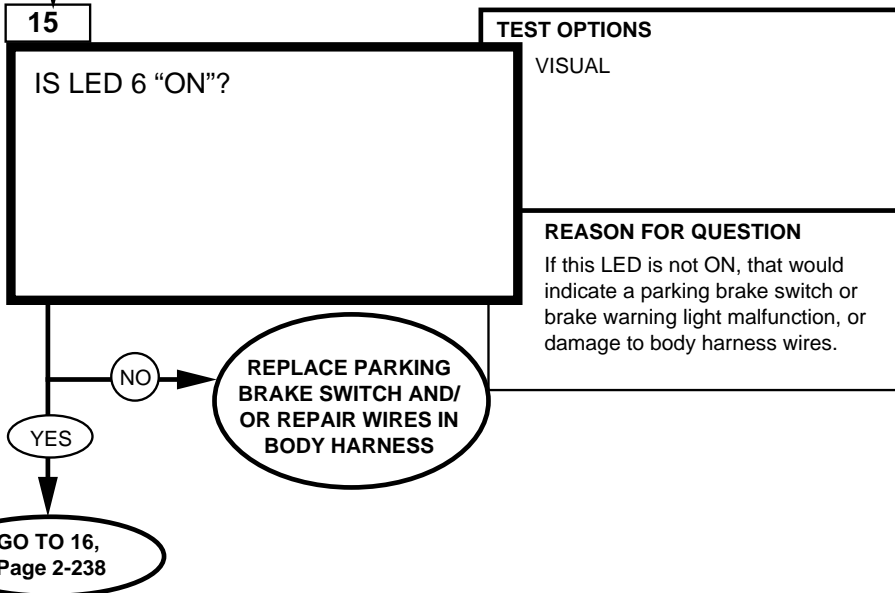 15
IS LED 6 “ON”?
TEST OPTIONS
VISUAL
REASON FOR QUESTION
If this LED is not ON, that would
indicate a parking brake switch or
brake warning light malfunction, or
damage to body harness wires.
NO
REPLACE PARKING
BRAKE SWITCH AND/
OR REPAIR WIRES IN
BODY HARNESS
YES
GO TO 16,
Page 2-238